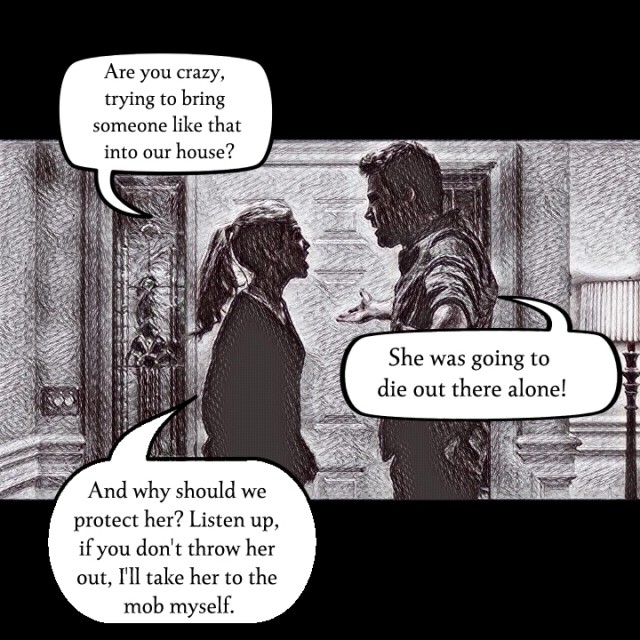 Are you crazy,
trying to bring
someone like that
into our house?
She was going to
die out there alone!
And why should we
protect her? Listen up,
if you don't throw her
out, I'll take her to the
mob myself.